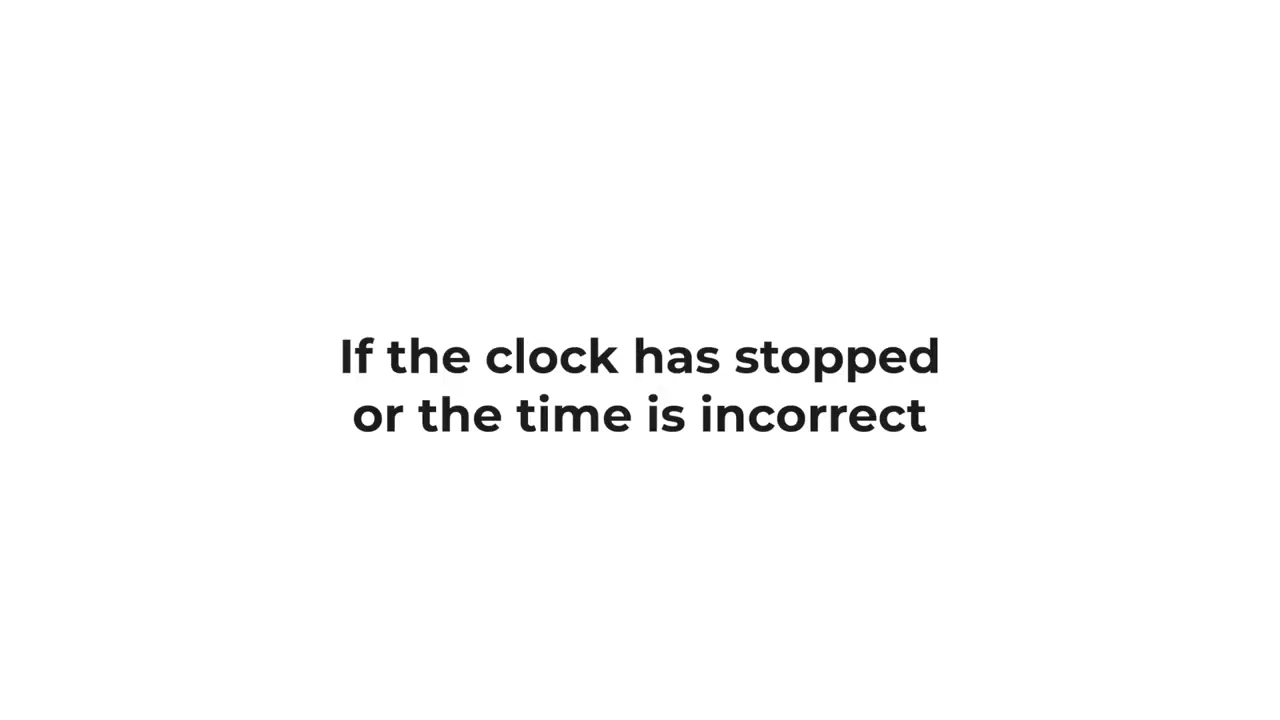 If the clock has stopped
or the time is incorrect